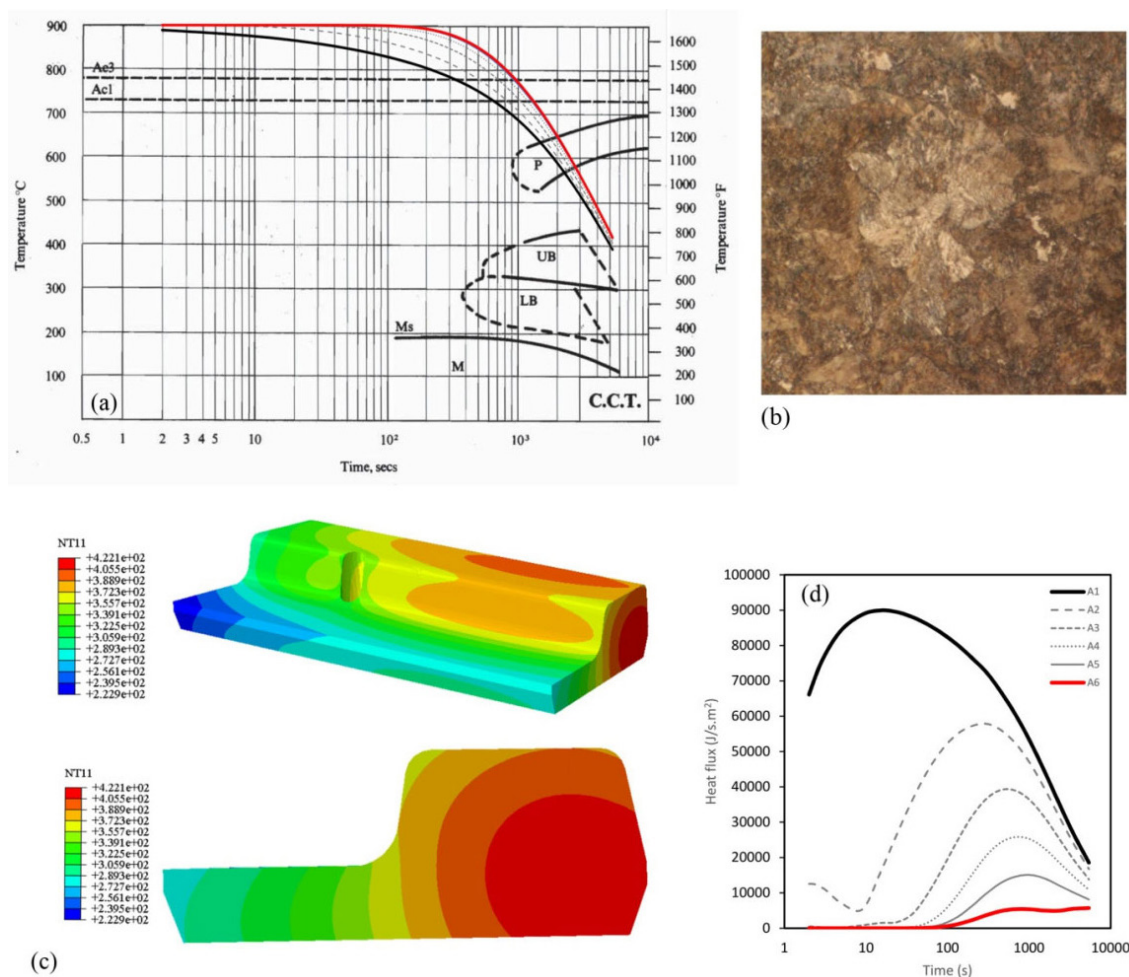 900
800
700
600
500
400
300
200
100
Temperature °C
Ac3
Ac1
P
UB
LB
Ms
M
C.C.T.
(a)
1600
1500
1400
1300
1200
1100
1000
900
800
700
600
500
400
300
200
100
Temperature °F
0.5 1 2 3 4 5 10 10² 10³ 10⁴
Time, secs
(b)
NT11
+4.221e+02
+4.055e+02
+3.889e+02
+3.723e+02
+3.557e+02
+3.391e+02
+3.225e+02
+3.059e+02
+2.893e+02
+2.727e+02
+2.561e+02
+2.395e+02
+2.229e+02
NT11
+4.221e+02
+4.055e+02
+3.889e+02
+3.723e+02
+3.557e+02
+3.391e+02
+3.225e+02
+3.059e+02
+2.893e+02
+2.727e+02
+2.561e+02
+2.395e+02
+2.229e+02
(c)
(d)
100000
90000
80000
70000
60000
50000
40000
30000
20000
10000
0
Heat flux (J/s.m²)
A1
A2
A3
A4
A5
A6
1 10 100 1000 10000
Time (s)